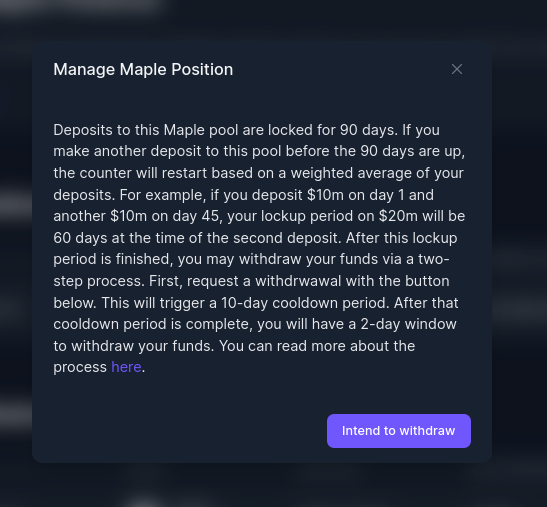 Manage Maple Position
Deposits to this Maple pool are locked for 90 days. If you
make another deposit to this pool before the 90 days are up,
the counter will restart based on a weighted average of your
deposits. For example, if you deposit $10m on day 1 and
another $10m on day 45, your lockup period on $20m will be
60 days at the time of the second deposit. After this lockup
period is finished, you may withdraw your funds via a two-
step process. First, request a withdrwawal with the button
below. This will trigger a 10-day cooldown period. After that
cooldown period is complete, you will have a 2-day window
to withdraw your funds. You can read more about the
process here.
Intend to withdraw